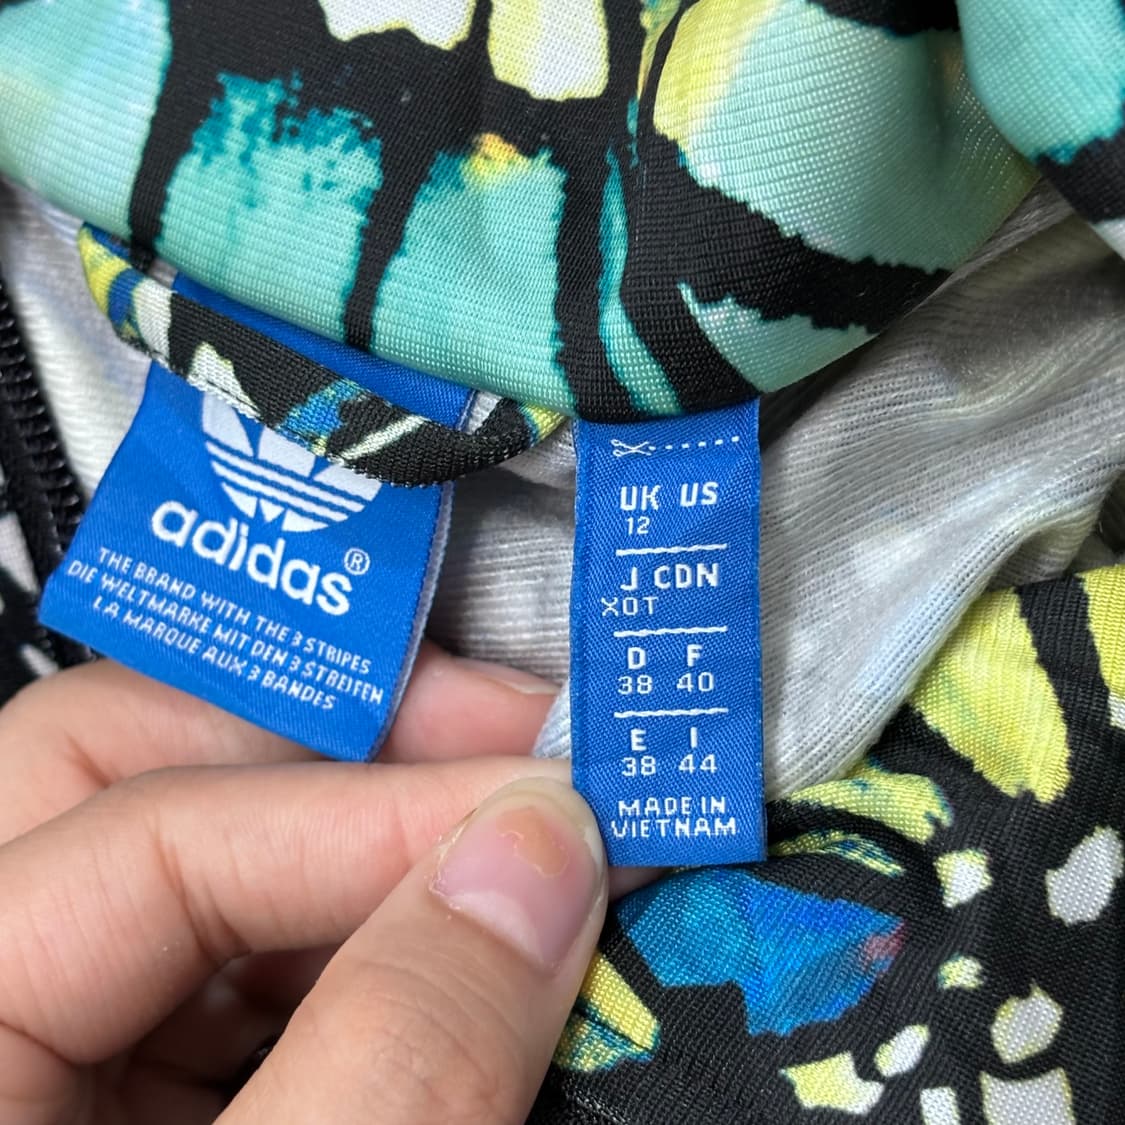 adidas®
THE BRAND WITH THE 3 STRIPES
DIE WELTMARKE MIT DEN 3 STREIFEN
LA MARQUE AUX 3 BANDES
UK US
12
J CDN
XOT
D F
38 40
E I
38 44
MADE IN
VIETNAM